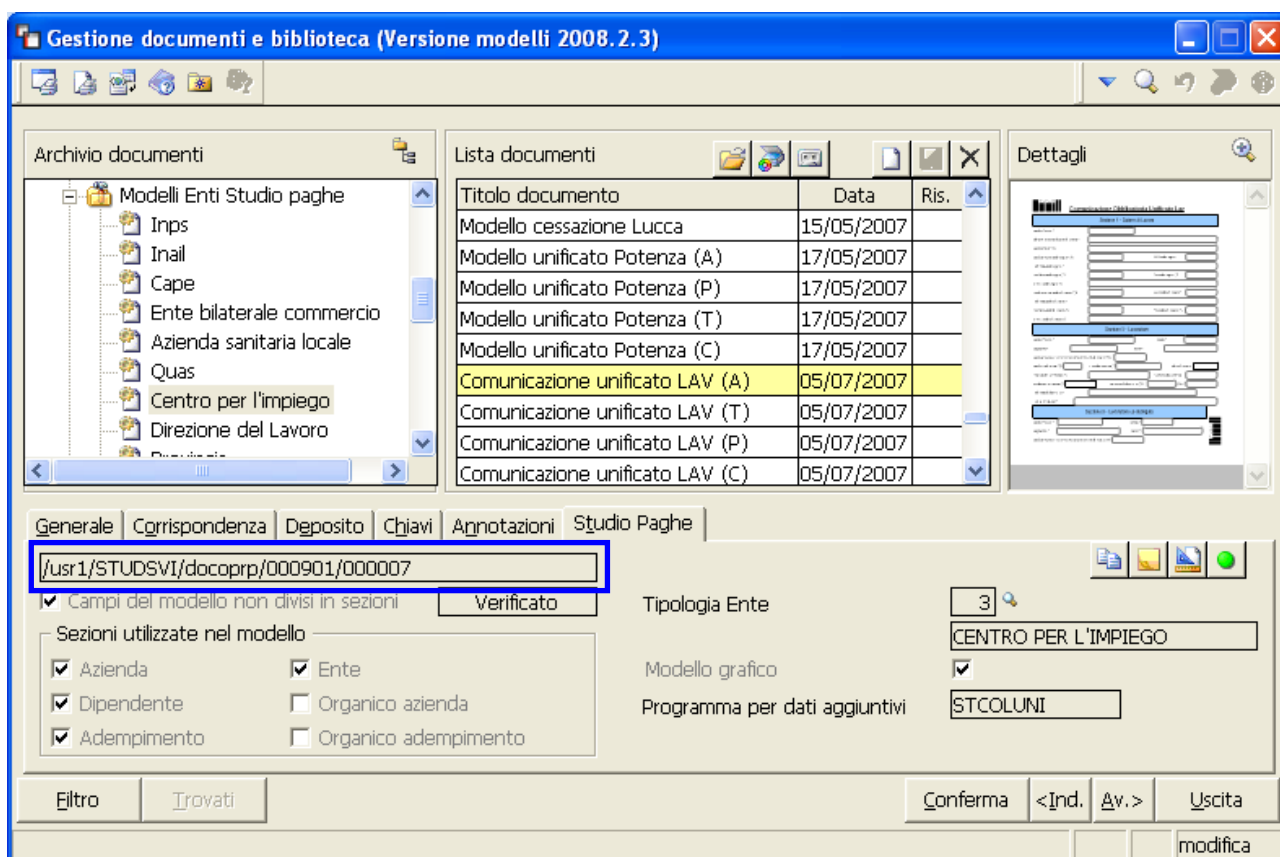 Gestione documenti e biblioteca (Versione modelli 2008.2.3)
Archivio documenti
Modelli Enti Studio paghe
Inps
Inail
Cape
Ente bilaterale commercio
Azienda sanitaria locale
Quas
Centro per l'impiego
Direzione del Lavoro
Lista documenti
Titolo documento Data Ris.
Modello cessazione Lucca 15/05/2007
Modello unificato Potenza (A) 17/05/2007
Modello unificato Potenza (P) 17/05/2007
Modello unificato Potenza (T) 17/05/2007
Modello unificato Potenza (C) 17/05/2007
Comunicazione unificato LAV (A) 05/07/2007
Comunicazione unificato LAV (T) 05/07/2007
Comunicazione unificato LAV (P) 05/07/2007
Comunicazione unificato LAV (C) 05/07/2007
Dettagli
Generale Corrispondenza Deposito Chiavi Annotazioni Studio Paghe
/usr1/STUDSVI/docoprp/000901/000007
Campi del modello non divisi in sezioni Verificato
Sezioni utilizzate nel modello
Azienda Ente
Dipendente Organico azienda
Adempimento Organico adempimento
Tipologia Ente 3
CENTRO PER L'IMPIEGO
Modello grafico
Programma per dati aggiuntivi STCOLUNI
Filtro Trovati Conferma <Ind. Av.> Uscita
modifica